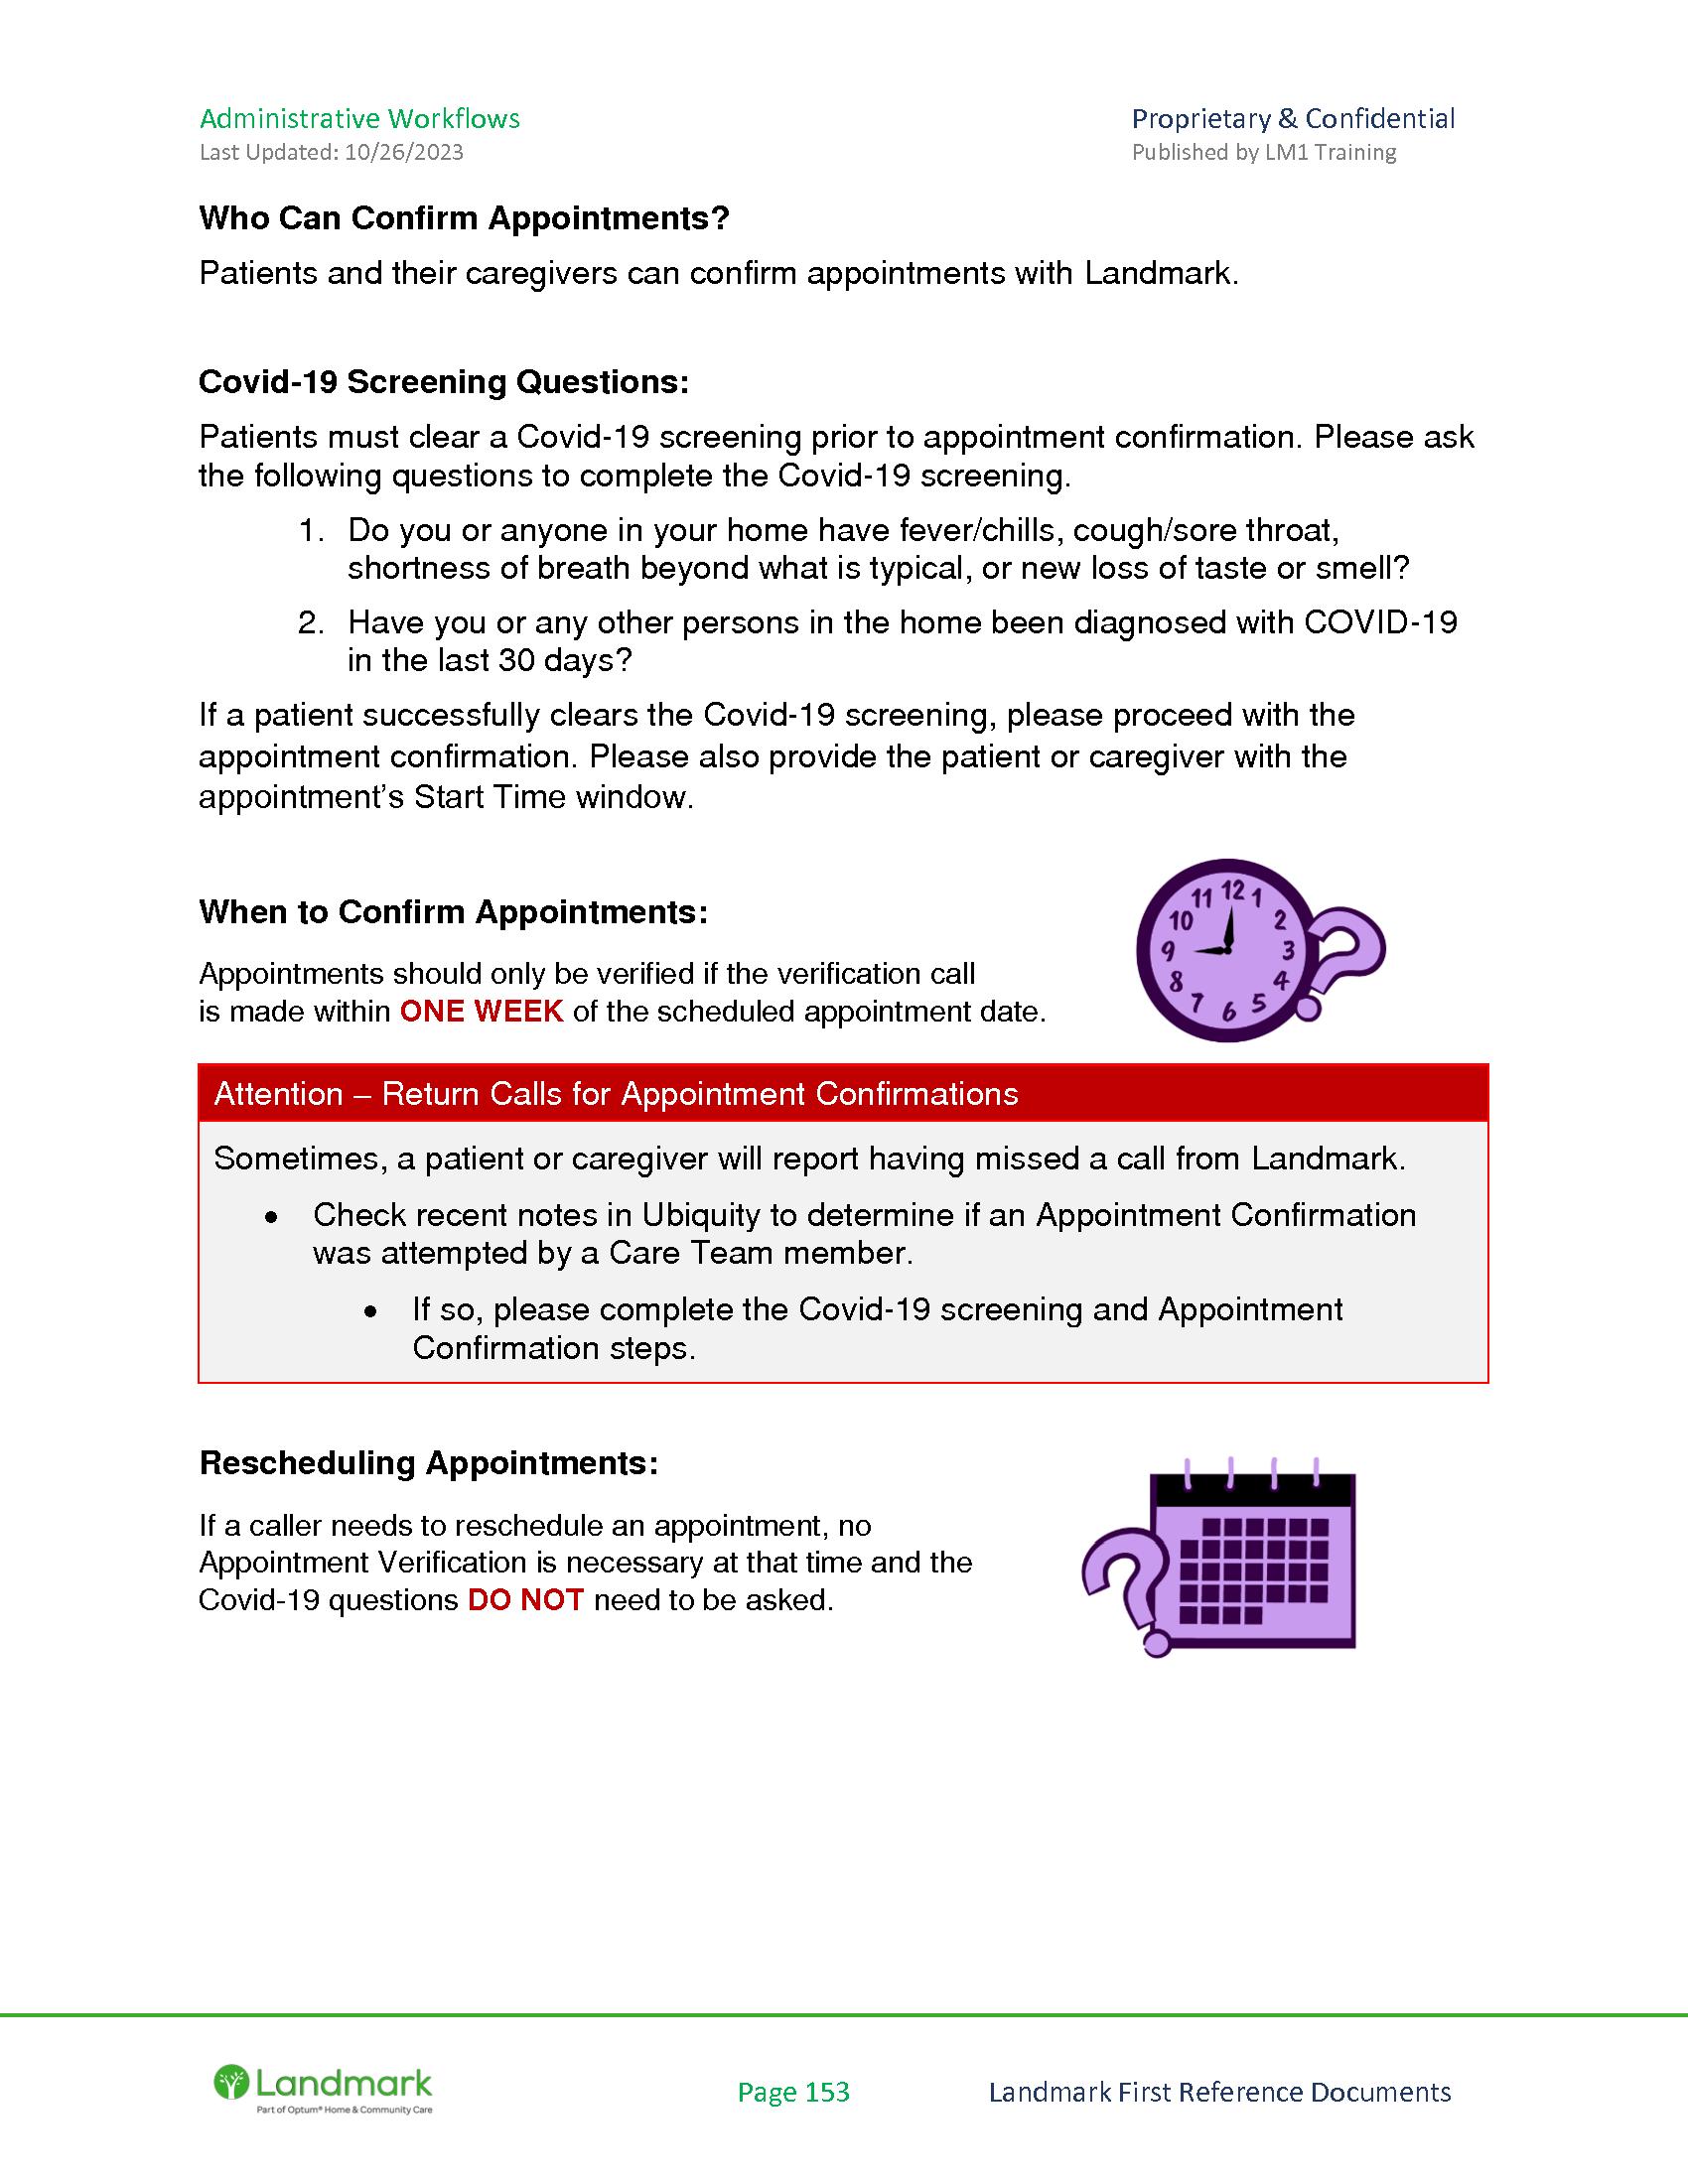 Administrative Workflows
Proprietary & Confidential
Last Updated: 10/26/2023
Published by LM1 Training
Who Can Confirm Appointments?
Patients and their caregivers can confirm appointments with Landmark.
Covid-19 Screening Questions:
Patients must clear a Covid-19 screening prior to appointment confirmation. Please ask
the following questions to complete the Covid-19 screening.
1. Do you or anyone in your home have fever/chills, cough/sore throat,
shortness of breath beyond what is typical, or new loss of taste or smell?
2. Have you or any other persons in the home been diagnosed with COVID-19
in the last 30 days?
If a patient successfully clears the Covid-19 screening, please proceed with the
appointment confirmation. Please also provide the patient or caregiver with the
appointment’s Start Time window.
When to Confirm Appointments:
Appointments should only be verified if the verification call
is made within ONE WEEK of the scheduled appointment date.
12 1 2 3 4 5 6 7 8 9 10 11
Attention – Return Calls for Appointment Confirmations
Sometimes, a patient or caregiver will report having missed a call from Landmark.
• Check recent notes in Ubiquity to determine if an Appointment Confirmation
was attempted by a Care Team member.
• If so, please complete the Covid-19 screening and Appointment
Confirmation steps.
Rescheduling Appointments:
If a caller needs to reschedule an appointment, no
Appointment Verification is necessary at that time and the
Covid-19 questions DO NOT need to be asked.
?
Landmark
Part of Optum® Home & Community Care
Page 153
Landmark First Reference Documents